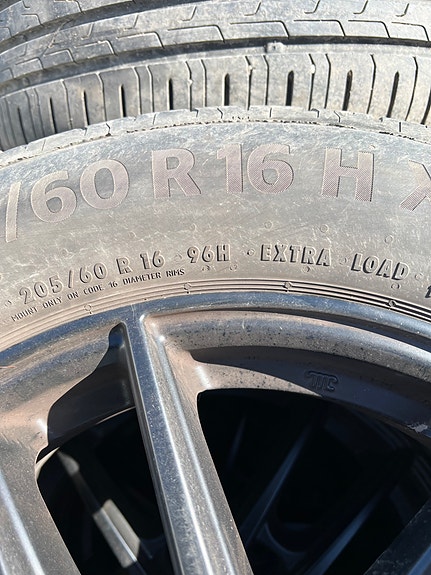 /60 R 16 H X
205/60 R 16 96H EXTRA LOAD
MOUNT ONLY ON CODE 16 DIAMETER RIMS